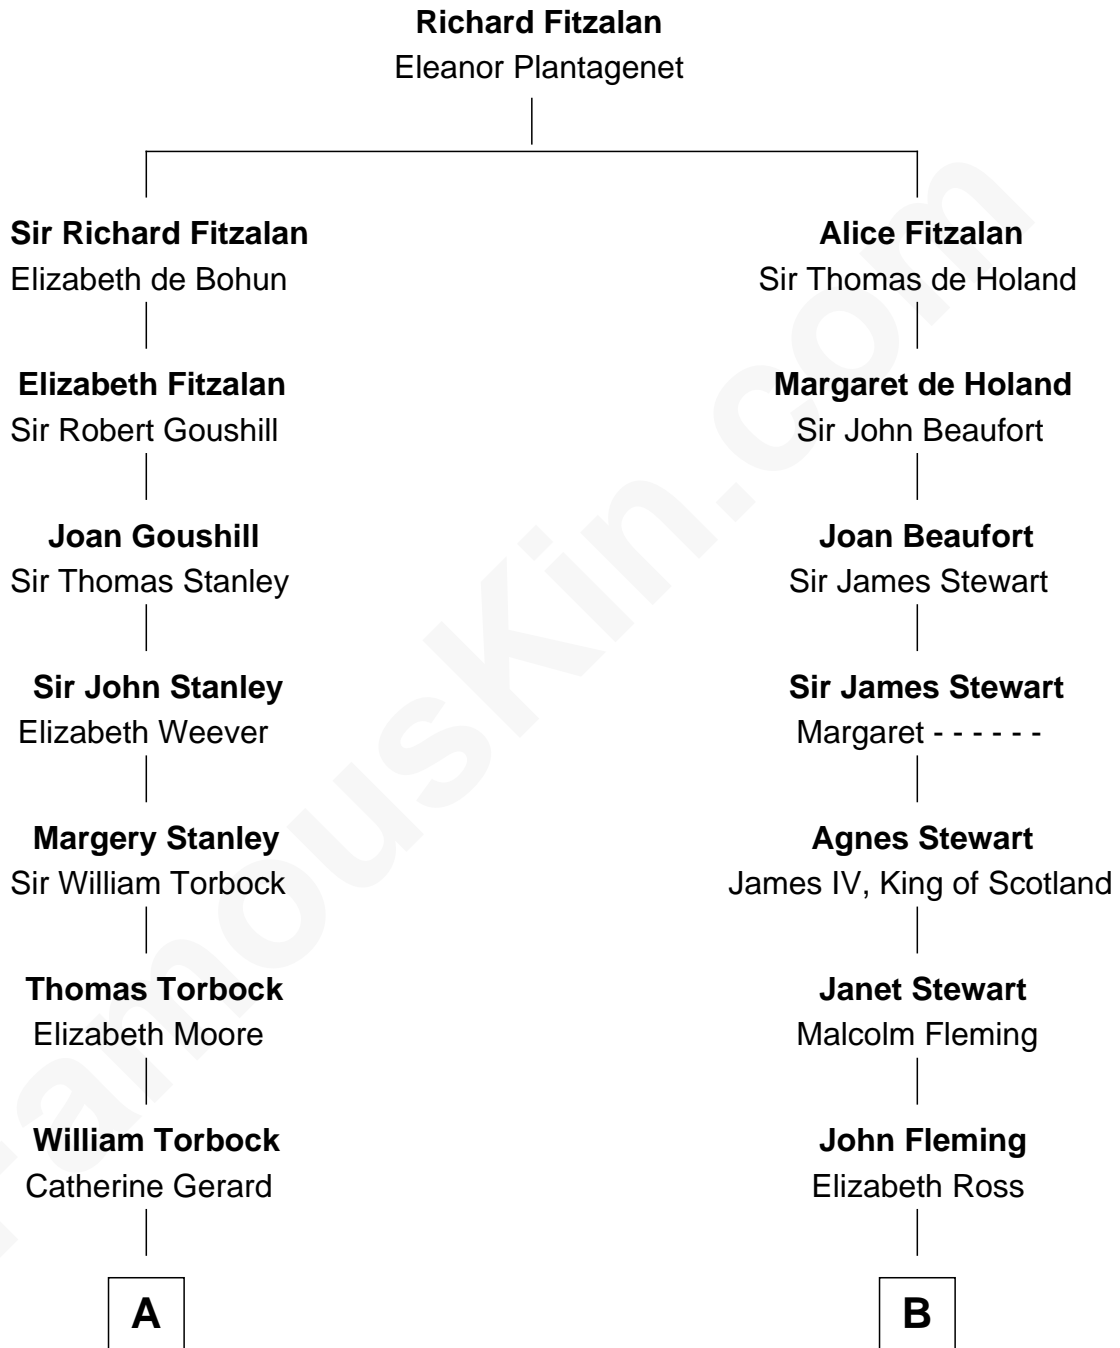 Richard Fitzalan
Eleanor Plantagenet
Sir Richard Fitzalan
Elizabeth de Bohun
Elizabeth Fitzalan
Sir Robert Goushill
Joan Goushill
Sir Thomas Stanley
Sir John Stanley
Elizabeth Weever
Margery Stanley
Sir William Torbock
Thomas Torbock
Elizabeth Moore
William Torbock
Catherine Gerard
A
Alice Fitzalan
Sir Thomas de Holand
Margaret de Holand
Sir John Beaufort
Joan Beaufort
Sir James Stewart
Sir James Stewart
Margaret - - - - - -
Agnes Stewart
James IV, King of Scotland
Janet Stewart
Malcolm Fleming
John Fleming
Elizabeth Ross
B
FamousKin.com